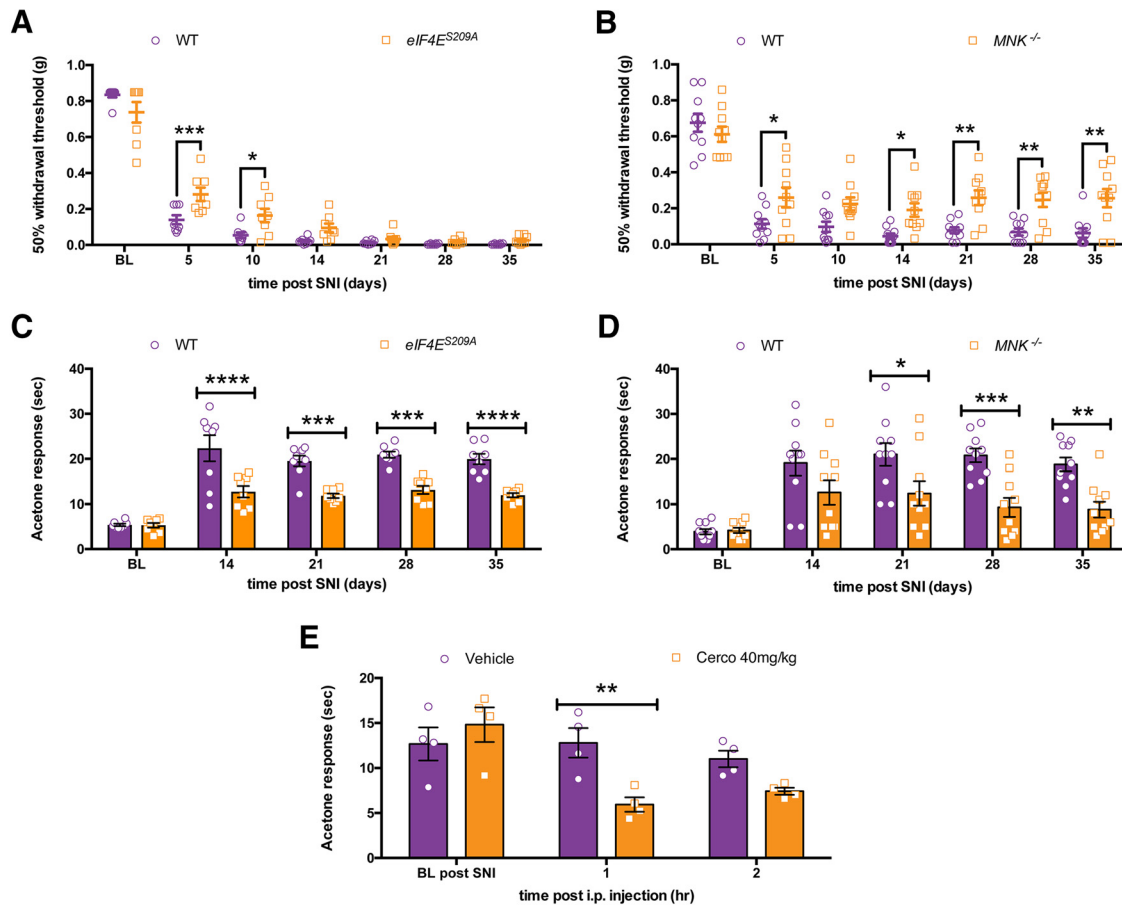 A
WT
eIF4E^S209A
50% withdrawal threshold (g)
1.0
0.8
0.6
0.4
0.2
0.0
***
*
BL 5 10 14 21 28 35
time post SNI (days)
B
WT
MNK^-/-
50% withdrawal threshold (g)
1.0
0.8
0.6
0.4
0.2
0.0
*
*
**
**
**
BL 5 10 14 21 28 35
time post SNI (days)
C
WT
eIF4E^S209A
Acetone response (sec)
40
30
20
10
0
****
***
***
****
BL 14 21 28 35
time post SNI (days)
D
WT
MNK^-/-
Acetone response (sec)
40
30
20
10
0
*
***
**
BL 14 21 28 35
time post SNI (days)
E
Vehicle
Cerco 40mg/kg
Acetone response (sec)
20
15
10
5
0
**
BL post SNI 1 2
time post i.p. injection (hr)